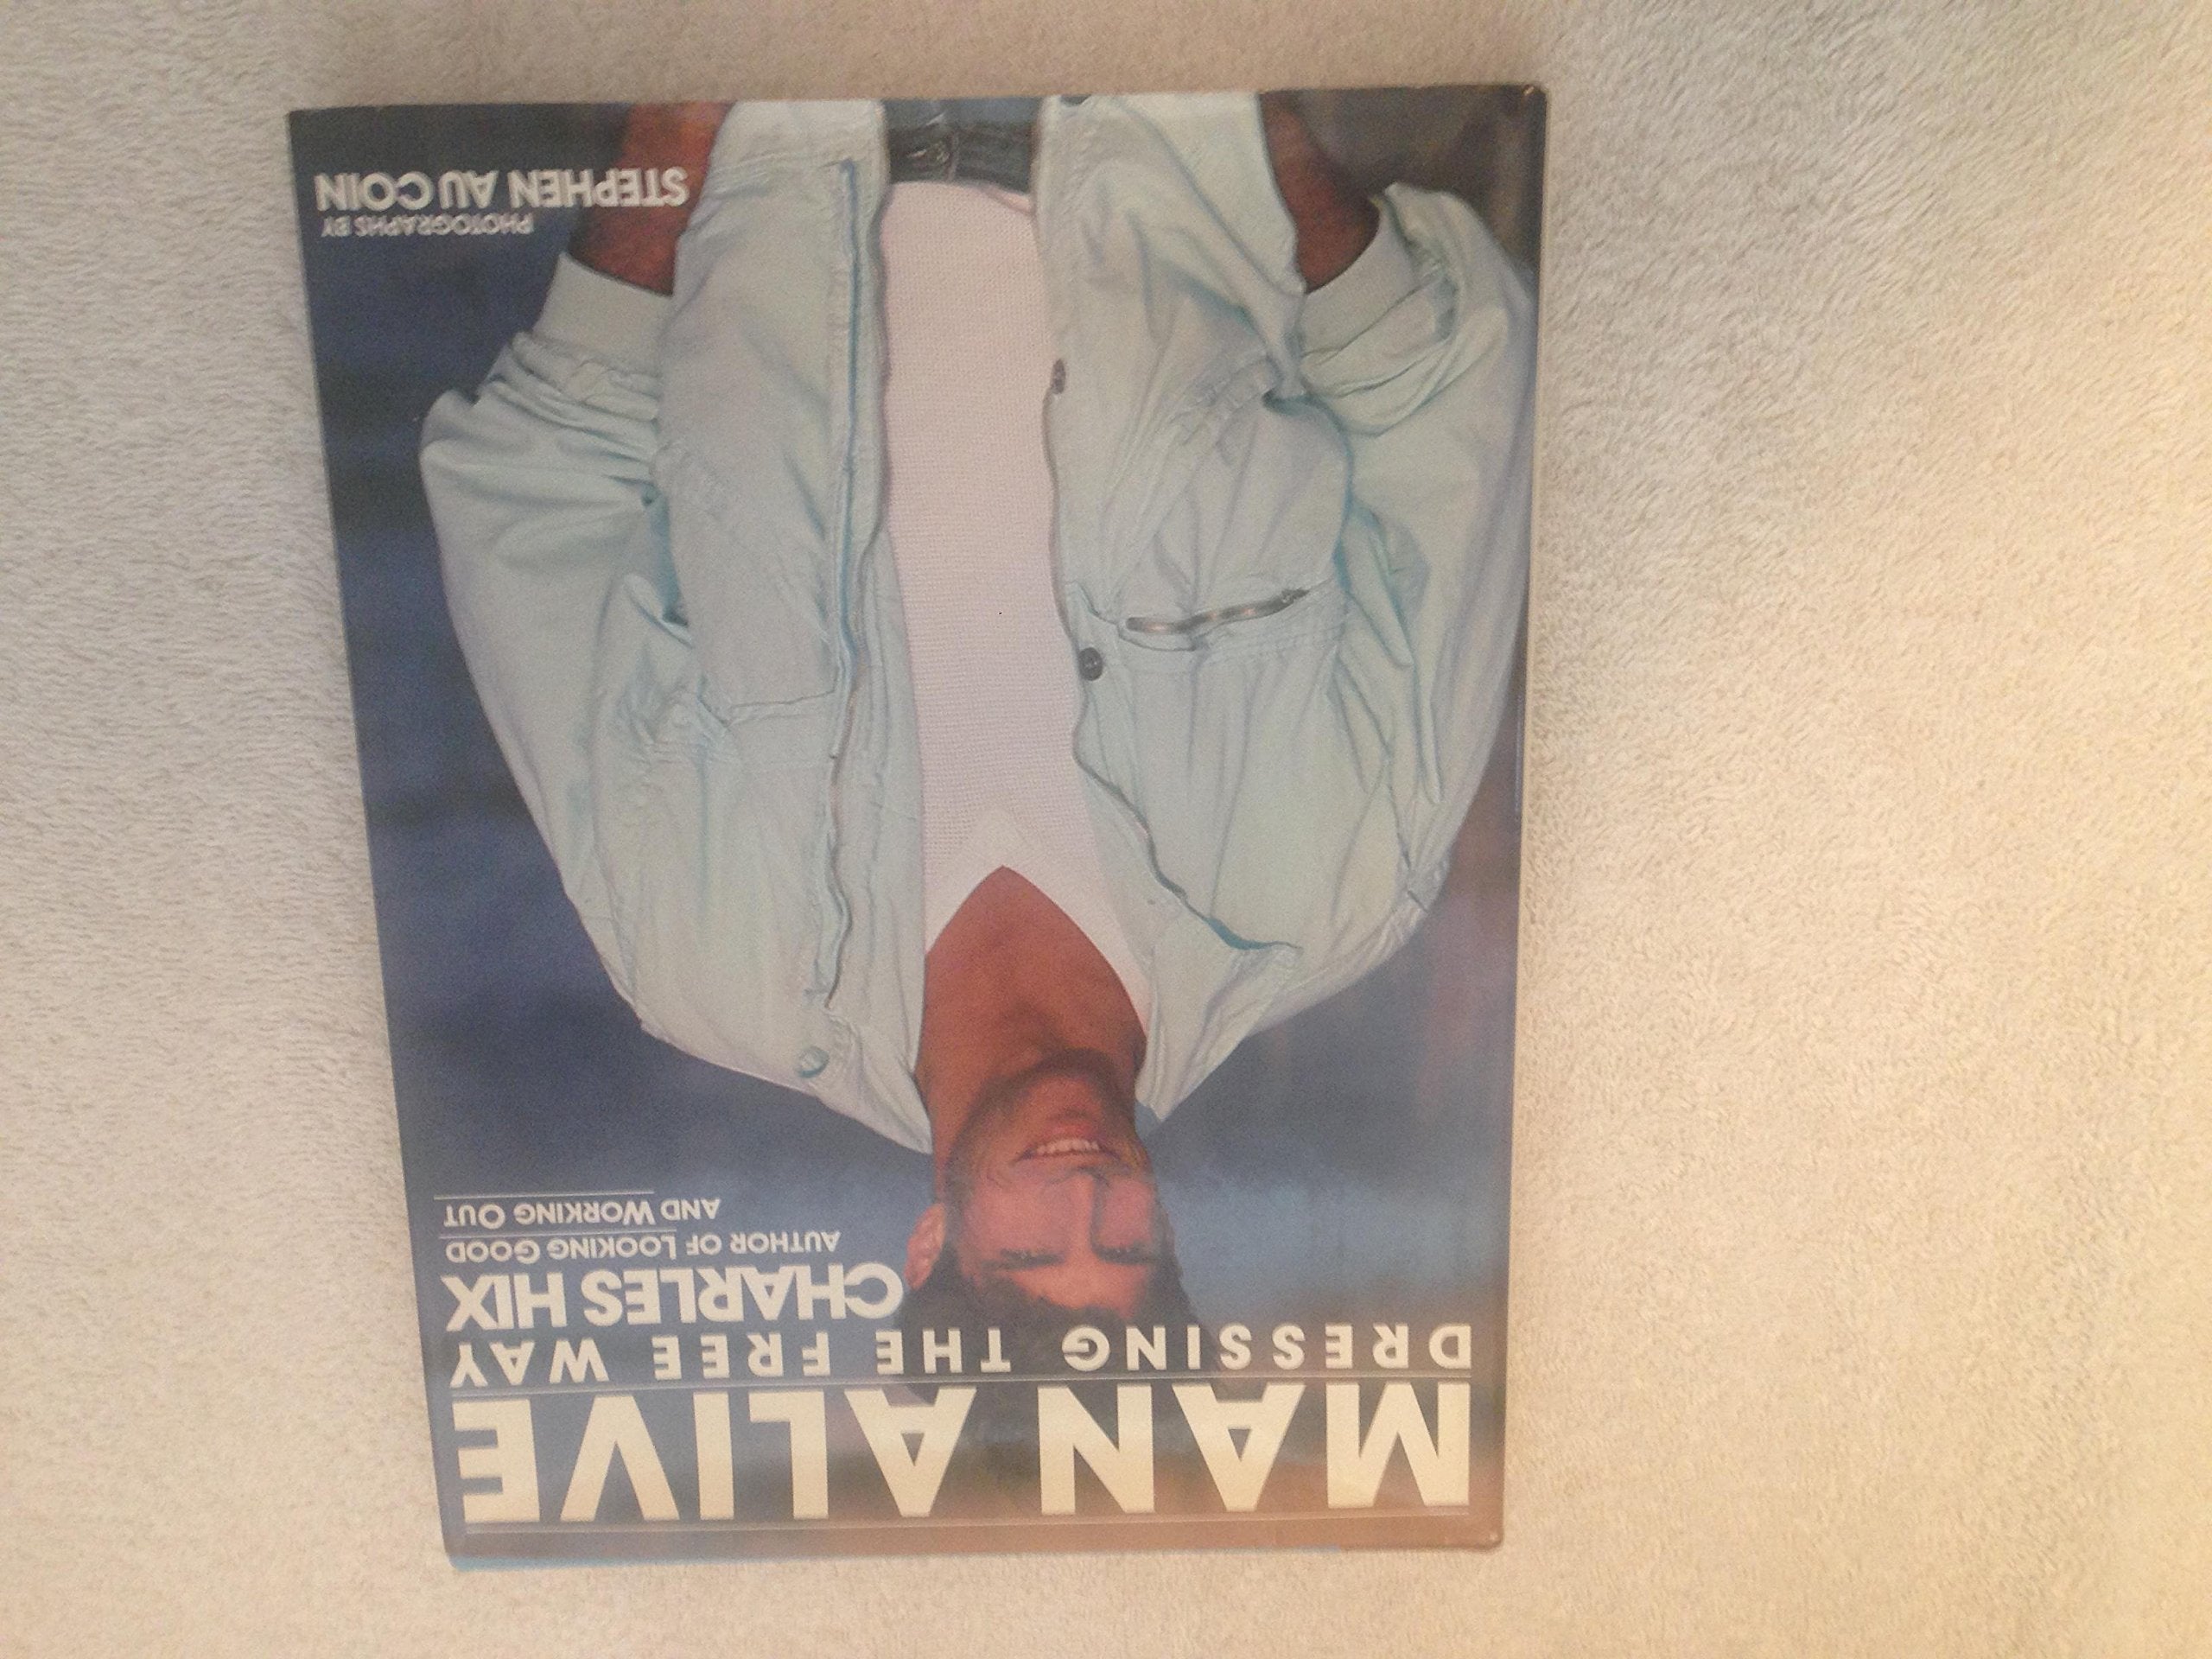 MAN ALIVE
DRESSING THE FREE WAY
CHARLES HIX
AUTHOR OF LOOKING GOOD
AND WORKING OUT
PHOTOGRAPHS BY
STEPHEN AU COIN